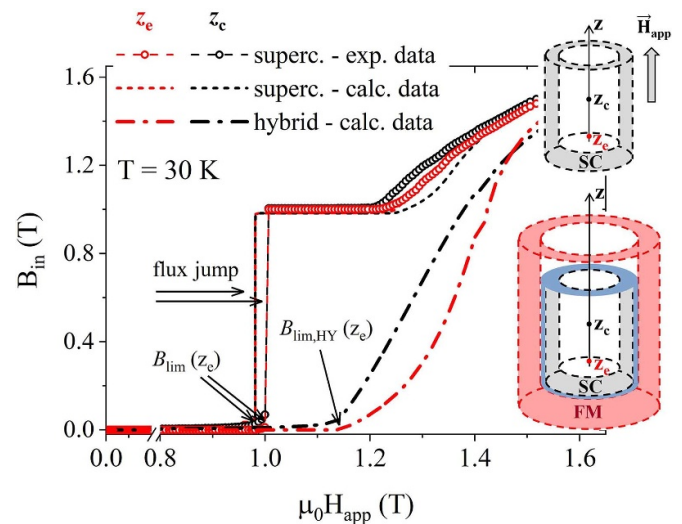 z_e z_c
superc. - exp. data
superc. - calc. data
hybrid - calc. data
T = 30 K
flux jump
B_lim (z_e)
B_lim,HY (z_e)
B_in (T)
1.6
1.2
0.8
0.4
0.0
0.0 0.8 1.0 1.2 1.4 1.6
μ₀H_app (T)
z
H⃗_app
z_c
z_e
SC
z
z_c
z_e
SC
FM